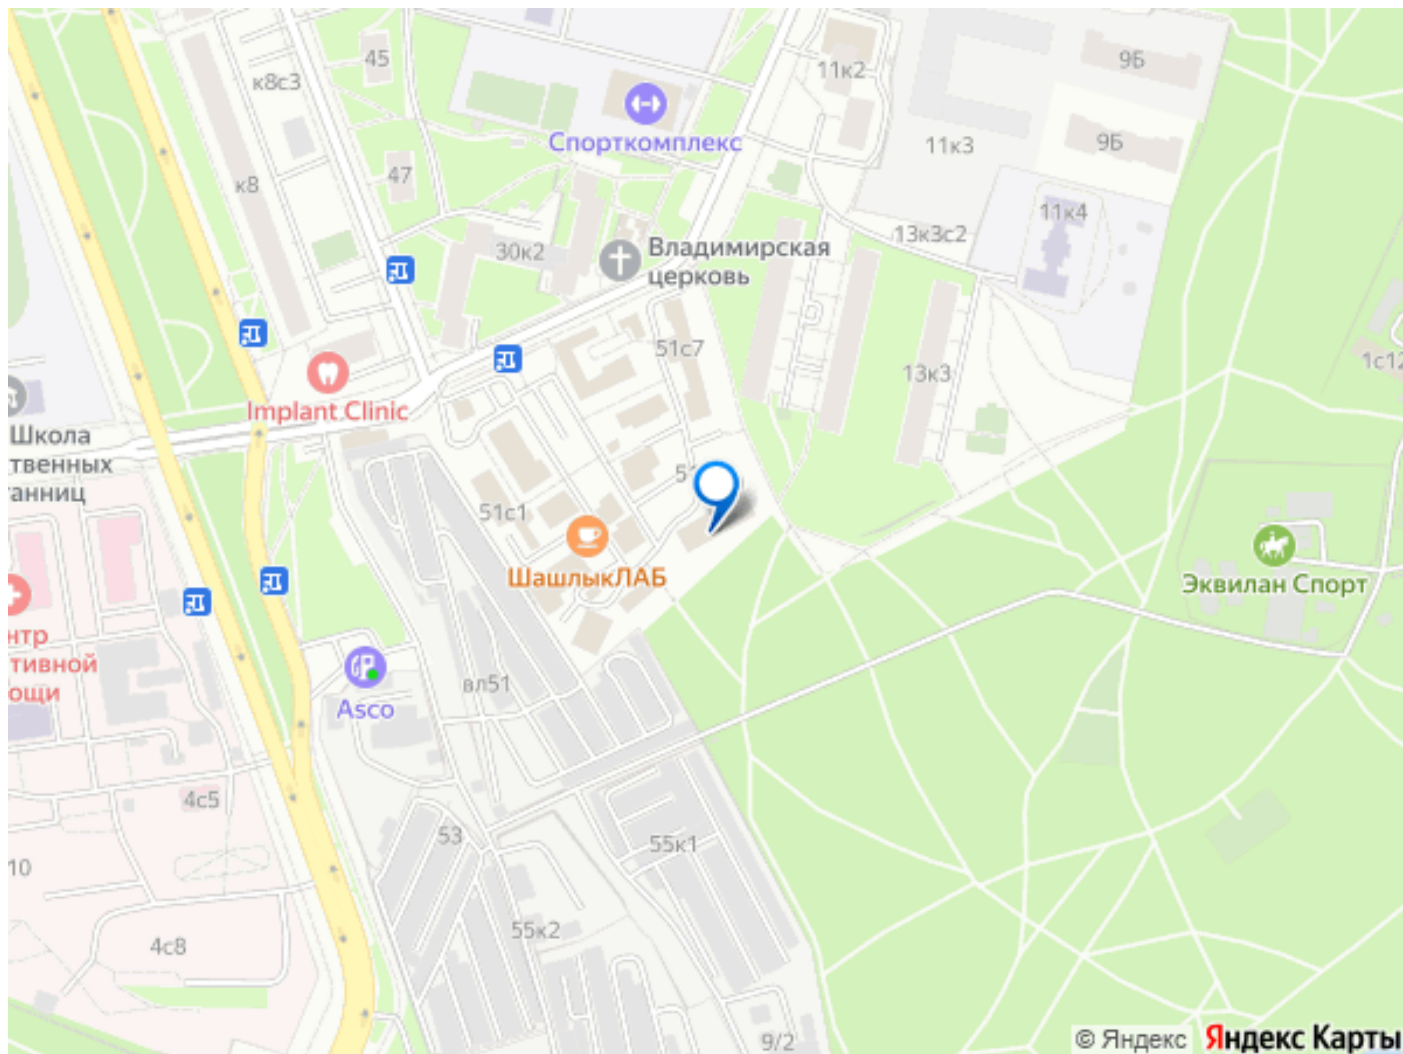 45
к8с3
11к2
9Б
Спорткомплекс
11к3
9Б
47
к8
11к4
30к2
Владимирская
церковь
13к3с2
51с7
1с12
13к3
Implant Clinic
Школа
твенных
танниц
51с1
ШашлыкЛАБ
Эквилан Спорт
нтр
тивной
ощи
вл51
Asco
4с5
53
55к1
10
55к2
4с8
9/2
© Яндекс
Яндекс Карты